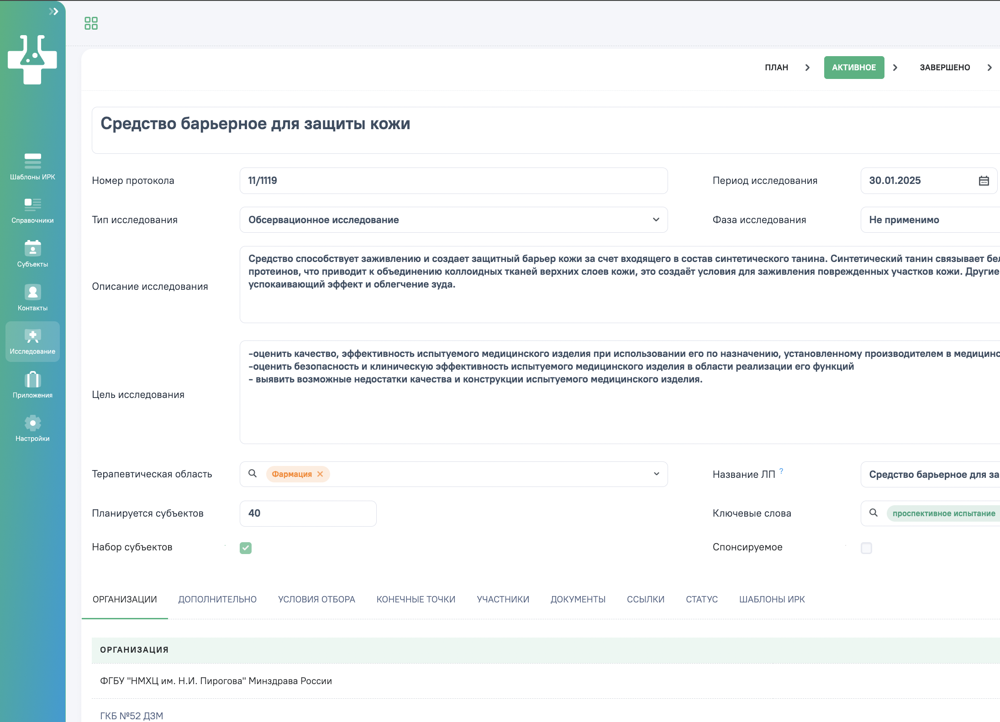 ПЛАН
АКТИВНОЕ
ЗАВЕРШЕНО
Средство барьерное для защиты кожи
Номер протокола
11/1119
Период исследования
30.01.2025
Тип исследования
Обсервационное исследование
Фаза исследования
Не применимо
Описание исследования
Средство способствует заживлению и создает защитный барьер кожи за счет входящего в состав синтетического танина. Синтетический танин связывает
протеинов, что приводит к объединению коллоидных тканей верхних слоев кожи, это создаёт условия для заживления поврежденных участков кожи. Другие
успокаивающий эффект и облегчение зуда.
Цель исследования
-оценить качество, эффективность испытуемого медицинского изделия при использовании его по назначению, установленному производителем в
-оценить безопасность и клиническую эффективность испытуемого медицинского изделия в области реализации его функций
- выявить возможные недостатки качества и конструкции испытуемого медицинского изделия.
Терапевтическая область
Фармация
Название ЛП ?
Средство барьерное для за
Планируется субъектов
40
Ключевые слова
проспективное испытание
Набор субъектов
Спонсируемое
ОРГАНИЗАЦИИ
ДОПОЛНИТЕЛЬНО
УСЛОВИЯ ОТБОРА
КОНЕЧНЫЕ ТОЧКИ
УЧАСТНИКИ
ДОКУМЕНТЫ
ССЫЛКИ
СТАТУС
ШАБЛОНЫ ИРК
ОРГАНИЗАЦИЯ
ФГБУ "НМХЦ им. Н.И. Пирогова" Минздрава России
ГКБ №52 ДЗМ
Шаблоны ИРК
Справочники
Субъекты
Контакты
Исследование
Приложения
Настройки